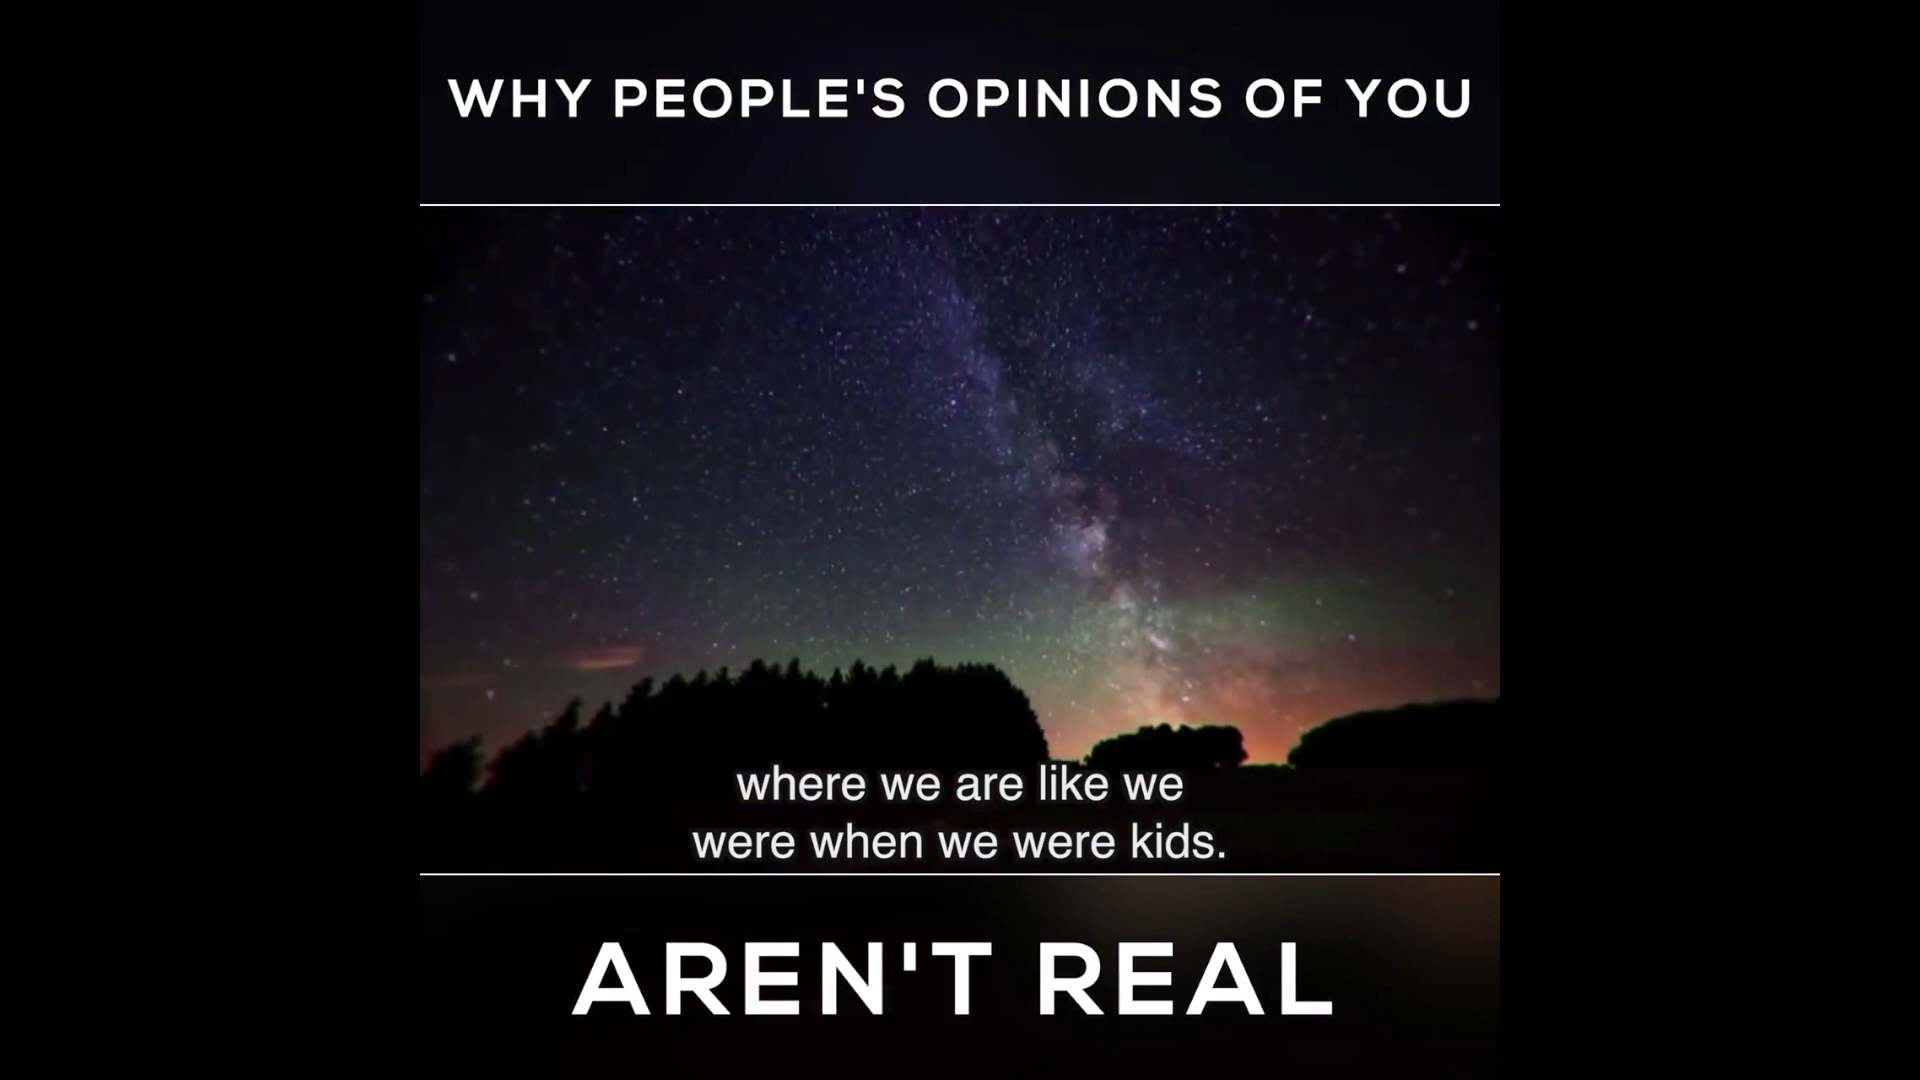 WHY PEOPLE'S OPINIONS OF YOU
where we are like we
were when we were kids.
AREN'T REAL